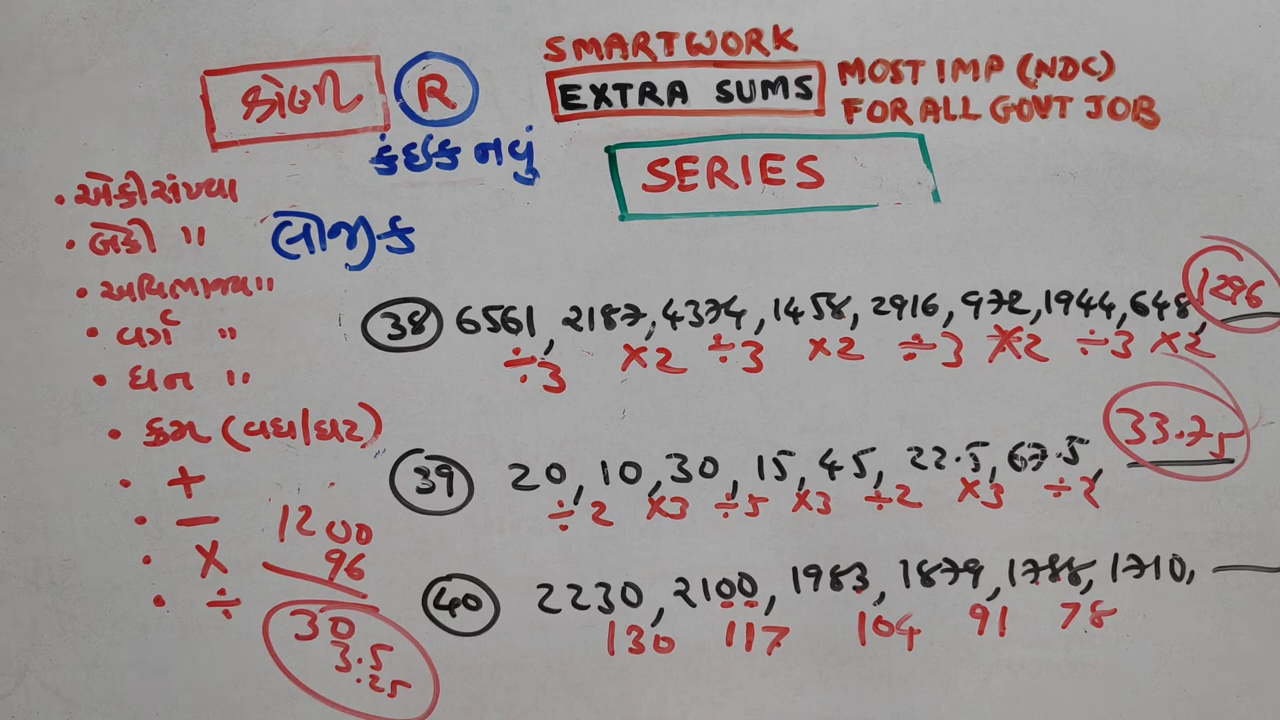 SMARTWORK
શ્રેણી R EXTRA SUMS MOST IMP (NDC)
FOR ALL GOVT JOB
કંઇક નવું
SERIES
• એકી સંખ્યા
• બેકી "
લોજીક
• અવિભાજ્ય "
• વર્ગ "
• ઘન "
• ક્રમ (વધ/ઘટ)
• +
• −
• ×
• ÷
1200
96
30
3.5
.25
38 6561, 2187, 4374, 1458, 2916, 972, 1944, 648, 1296
÷3 ×2 ÷3 ×2 ÷3 ×2 ÷3 ×2
39 20, 10, 30, 15, 45, 22.5, 67.5, 33.75
÷2 ×3 ÷5 ×3 ÷2 ×3 ÷2
40 2230, 2100, 1983, 1879, 1788, 1710, —
130 117 104 91 78